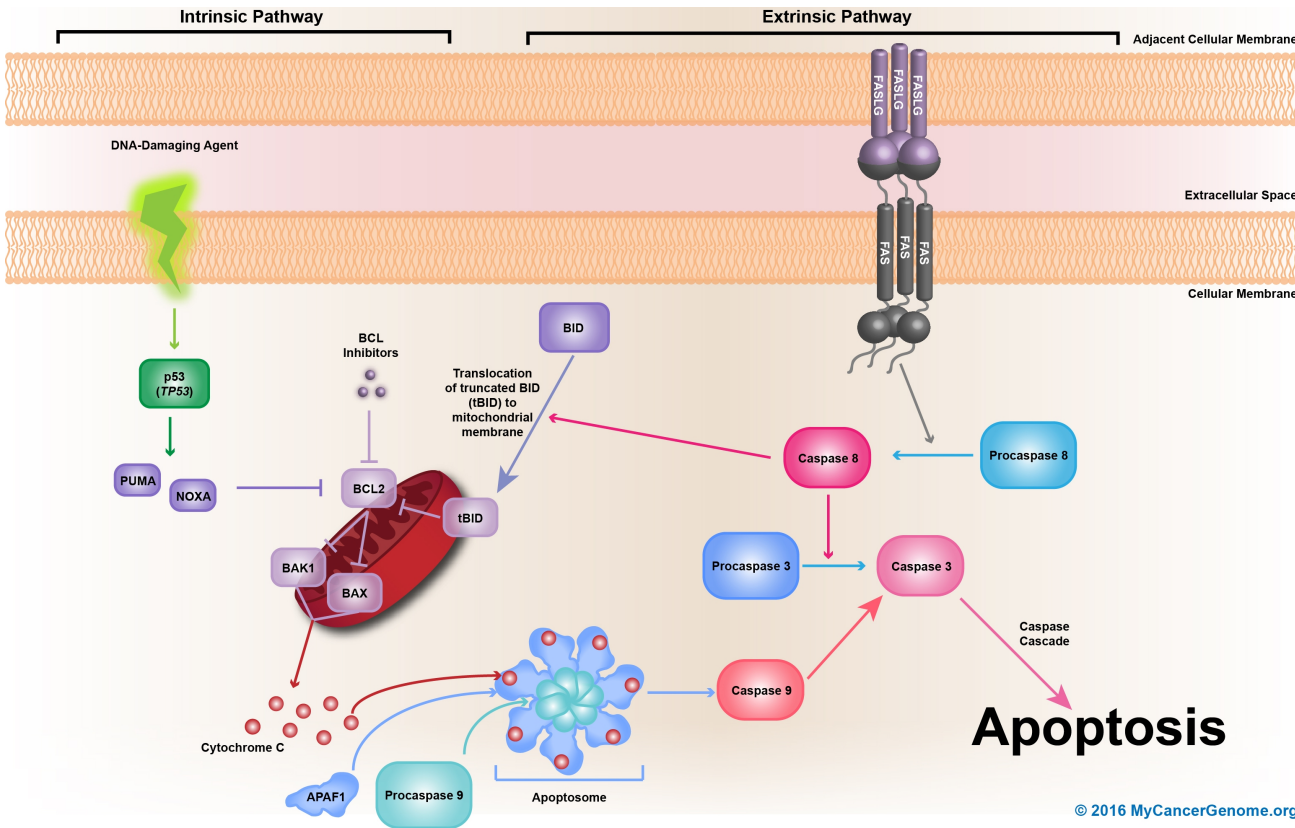 Intrinsic Pathway
Extrinsic Pathway
Adjacent Cellular Membrane
FASLG
FASLG
FASLG
DNA-Damaging Agent
Extracellular Space
FAS
FAS
FAS
Cellular Membrane
BID
BCL
Inhibitors
p53
(TP53)
Translocation
of truncated BID
(tBID) to
mitochondrial
membrane
Caspase 8
Procaspase 8
PUMA
NOXA
BCL2
tBID
BAK1
BAX
Procaspase 3
Caspase 3
Caspase
Cascade
Caspase 9
Apoptosis
Cytochrome C
APAF1
Procaspase 9
Apoptosome
© 2016 MyCancerGenome.org